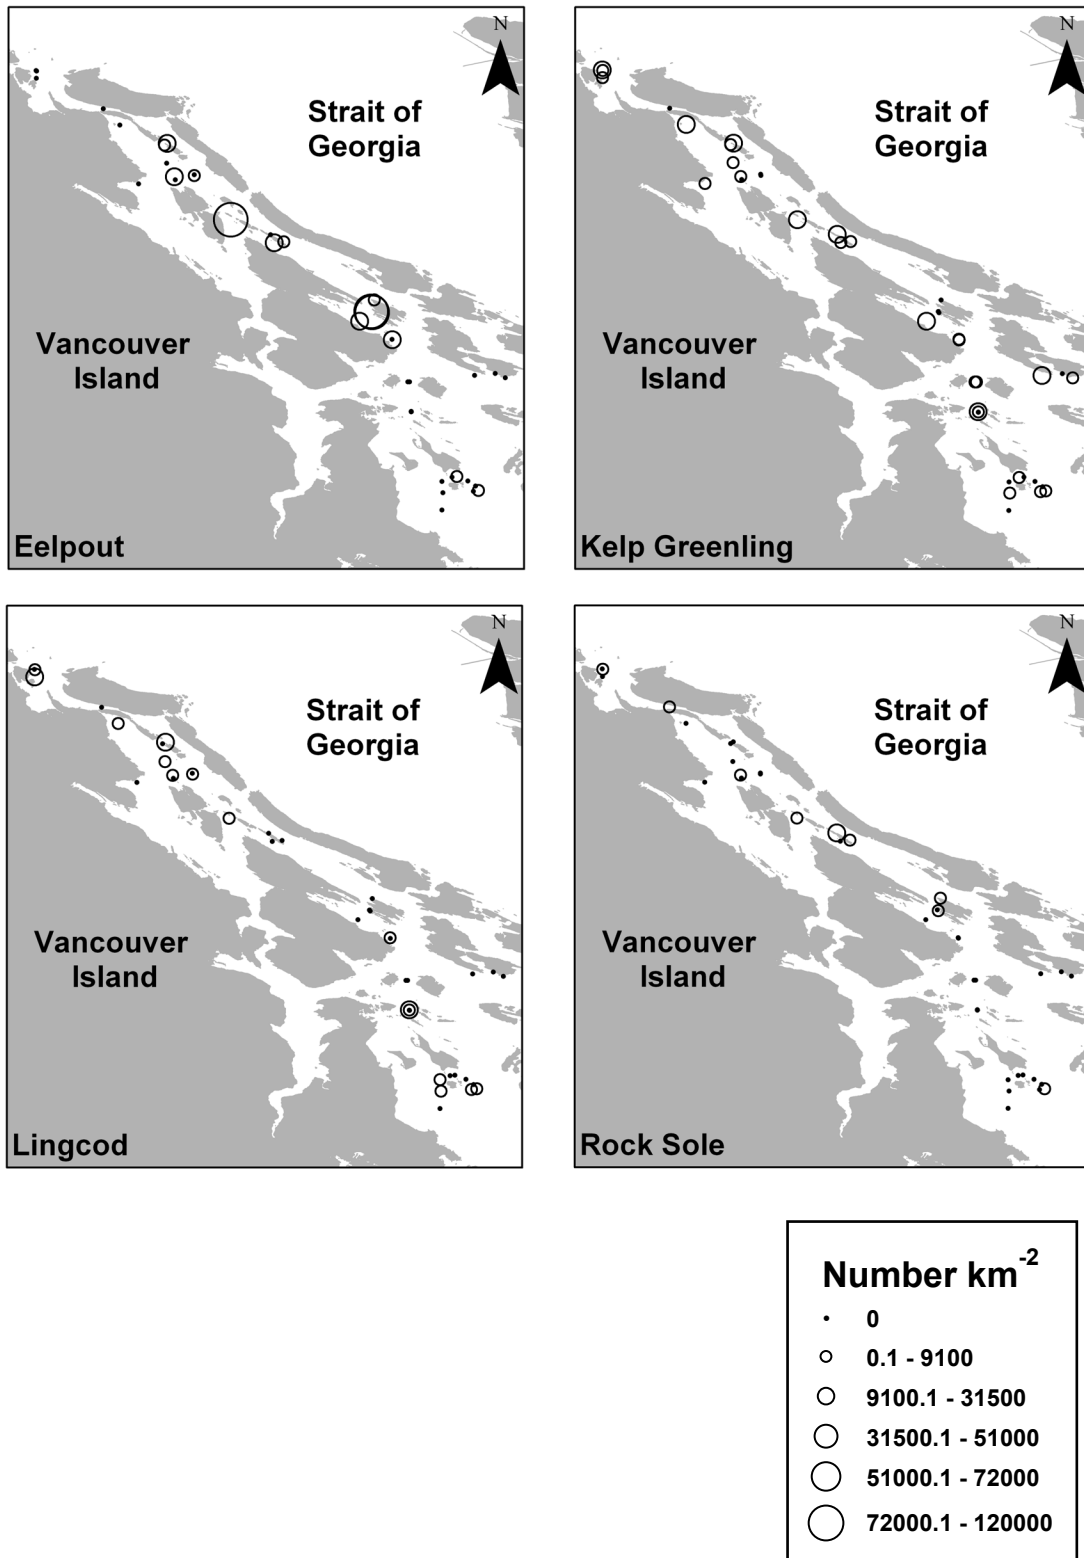 N
Strait of
Georgia
Vancouver
Island
Eelpout
N
Strait of
Georgia
Vancouver
Island
Kelp Greenling
N
Strait of
Georgia
Vancouver
Island
Lingcod
N
Strait of
Georgia
Vancouver
Island
Rock Sole
Number km⁻²
0
0.1 - 9100
9100.1 - 31500
31500.1 - 51000
51000.1 - 72000
72000.1 - 120000